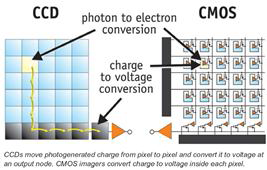 CCD
CMOS
photon to electron
conversion
charge
to voltage
conversion
CCDs move photogenerated charge from pixel to pixel and convert it to voltage at
an output node. CMOS imagers convert charge to voltage inside each pixel.